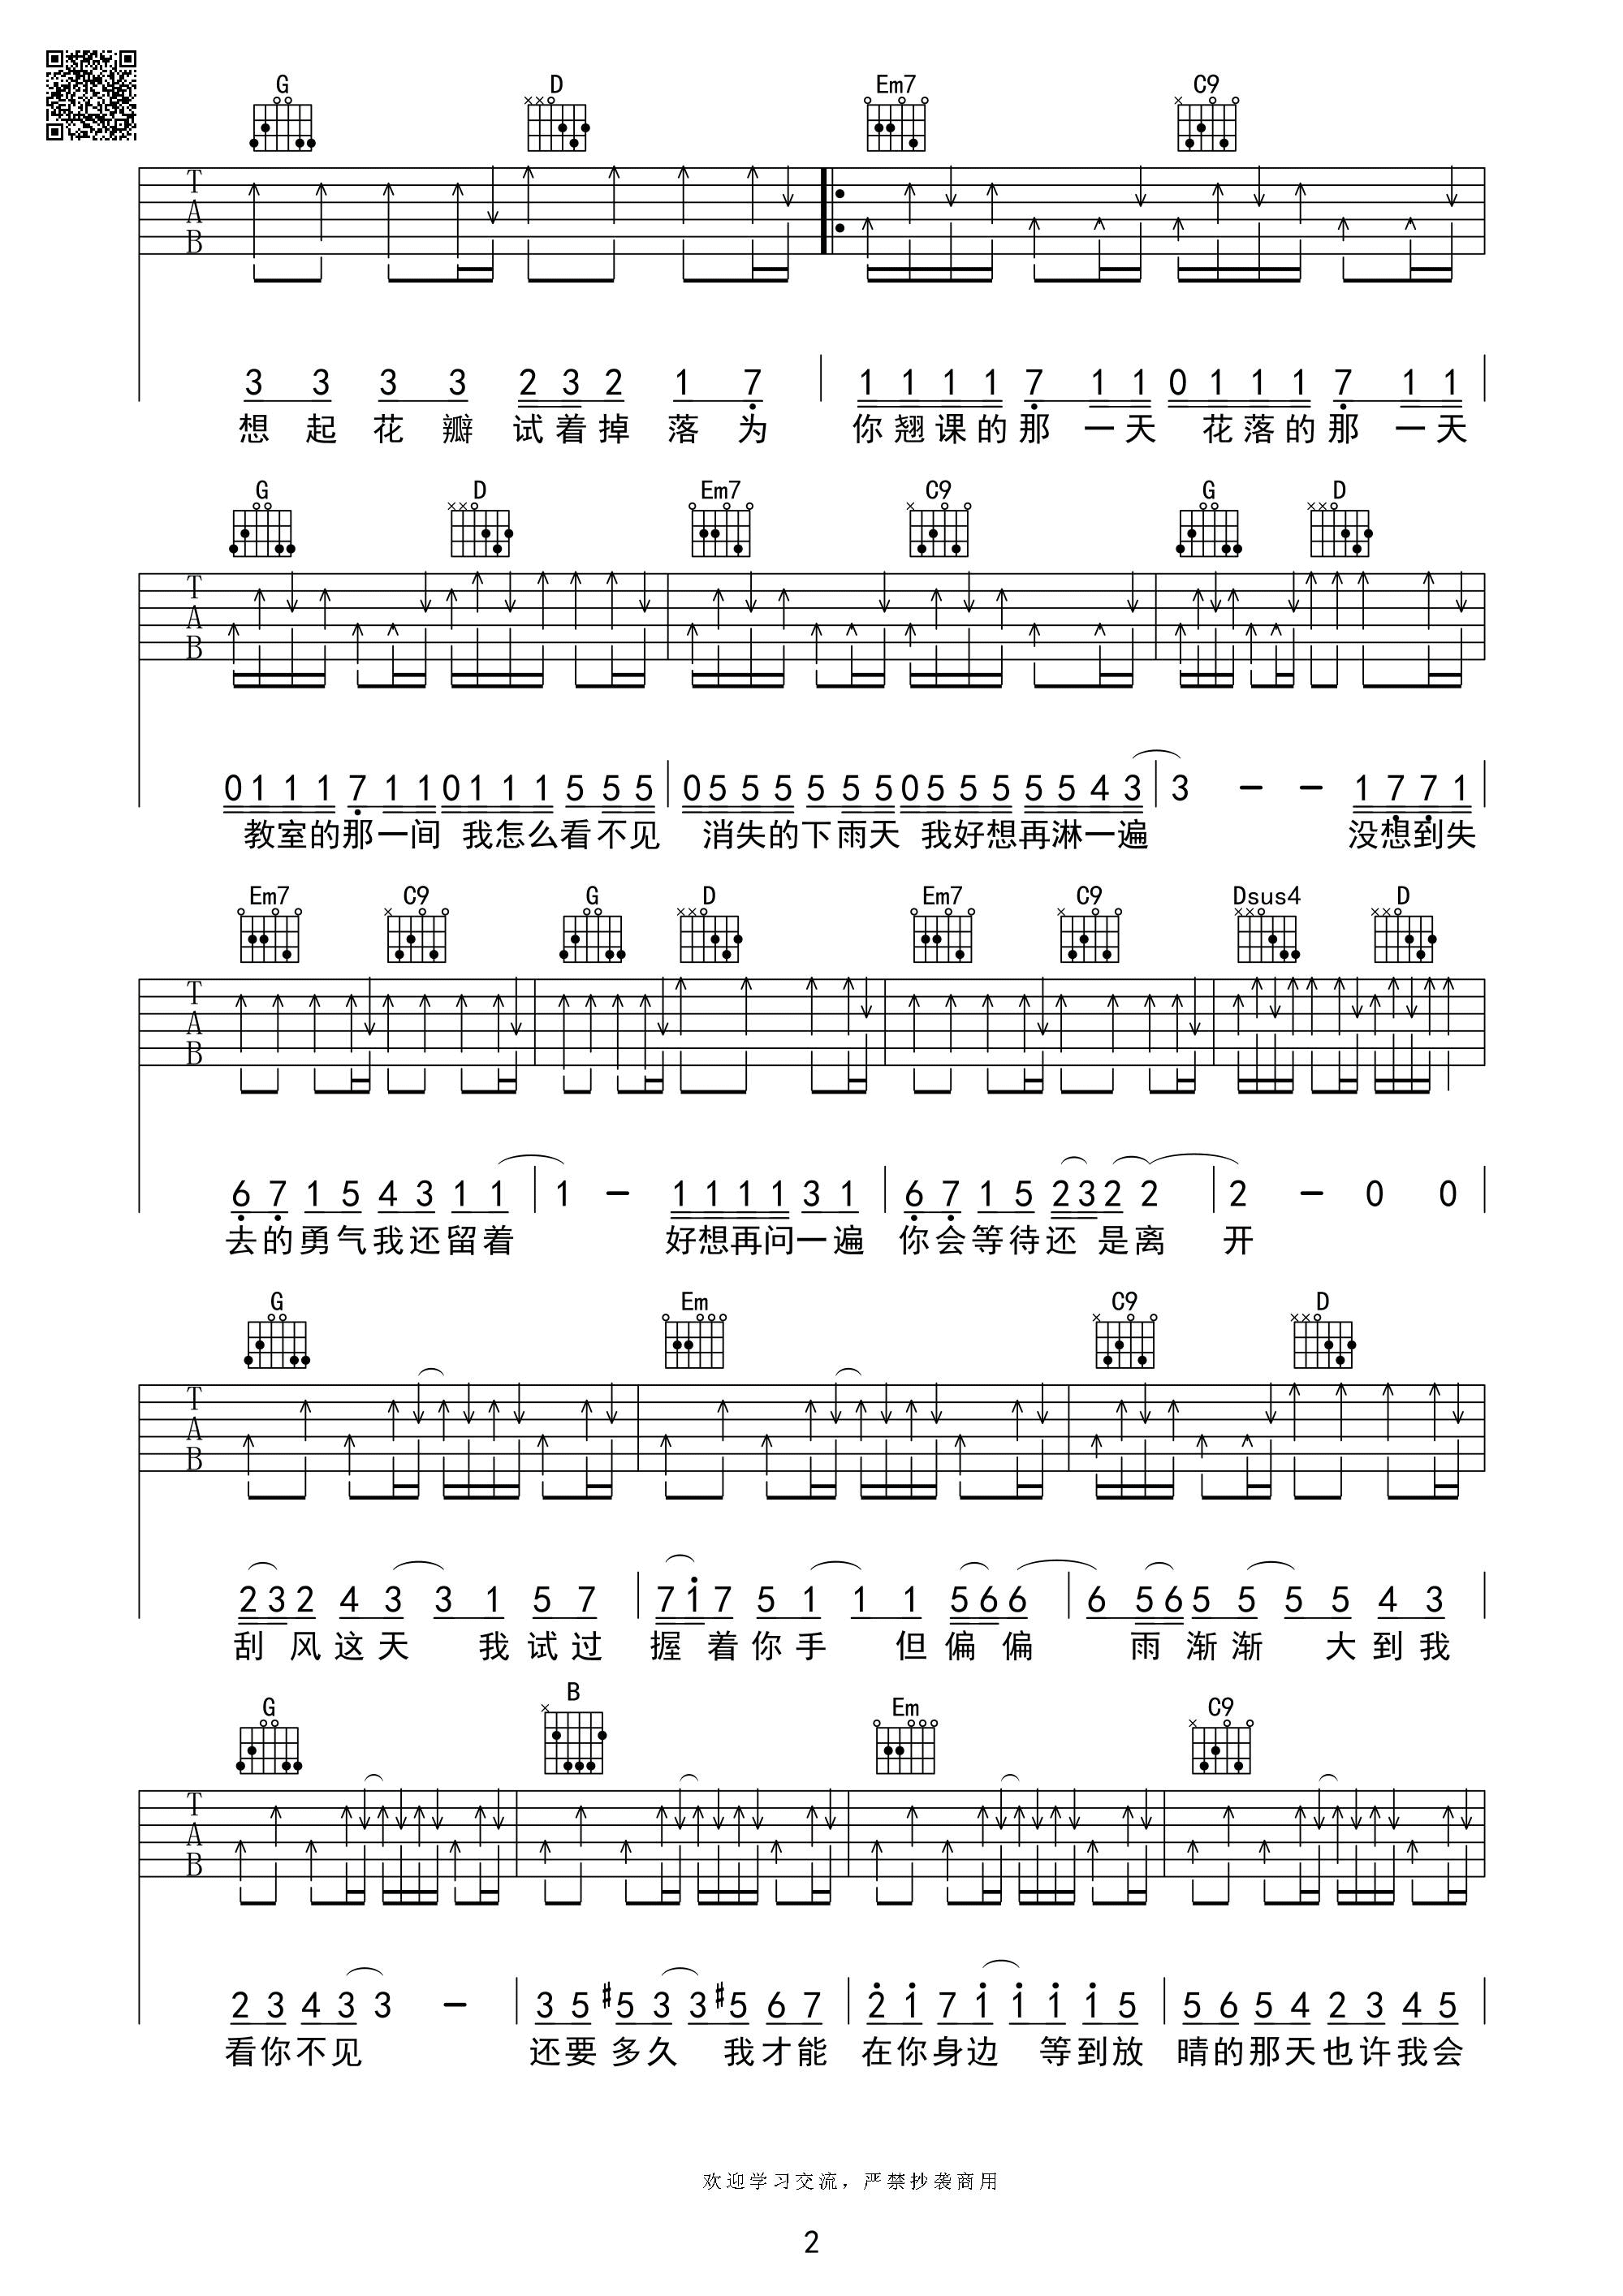 G D Em7 C9
T
A
B
3 3 3 3 2 3 2 1 7 1 1 1 1 7 1 1 0 1 1 1 7 1 1
想起花瓣试着掉落为 你翘课的那一天 花落的那一天
G D Em7 C9 G D
T
A
B
0 1 1 1 7 1 1 0 1 1 1 5 5 5 0 5 5 5 5 5 5 0 5 5 5 5 5 4 3 3 - - 1 7 7 1
教室的那一间 我怎么看不见 消失的下雨天 我好想再淋一遍 没想到失
Em7 C9 G D Em7 C9 Dsus4 D
T
A
B
6 7 1 5 4 3 1 1 1 - 1 1 1 1 3 1 6 7 1 5 2 3 2 2 2 - 0 0
去的勇气我还留着 好想再问一遍 你会等待还是离 开
G Em C9 D
T
A
B
2 3 2 4 3 3 1 5 7 7 1 7 5 1 1 1 5 6 6 6 5 6 5 5 5 5 4 3
刮风这天 我试过 握着你手 但偏偏 雨渐渐 大到我
G B Em C9
T
A
B
2 3 4 3 3 - 3 5 #5 3 3 #5 6 7 2 1 7 1 1 1 1 5 5 6 5 4 2 3 4 5
看你不见 还要多久 我才能 在你身边 等到放 晴的那天也许我会
欢迎学习交流，严禁抄袭商用
2